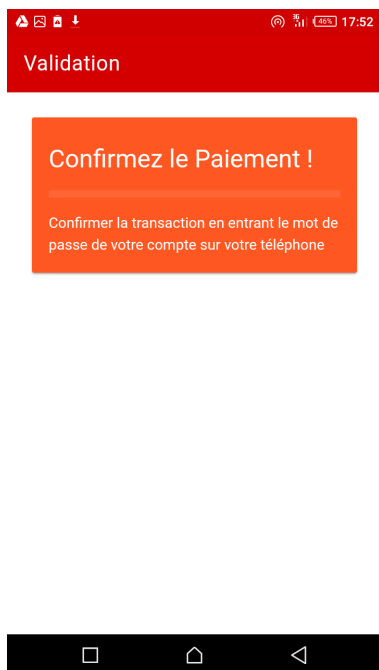 46% 17:52
Validation
Confirmez le Paiement !
Confirmer la transaction en entrant le mot de
passe de votre compte sur votre téléphone